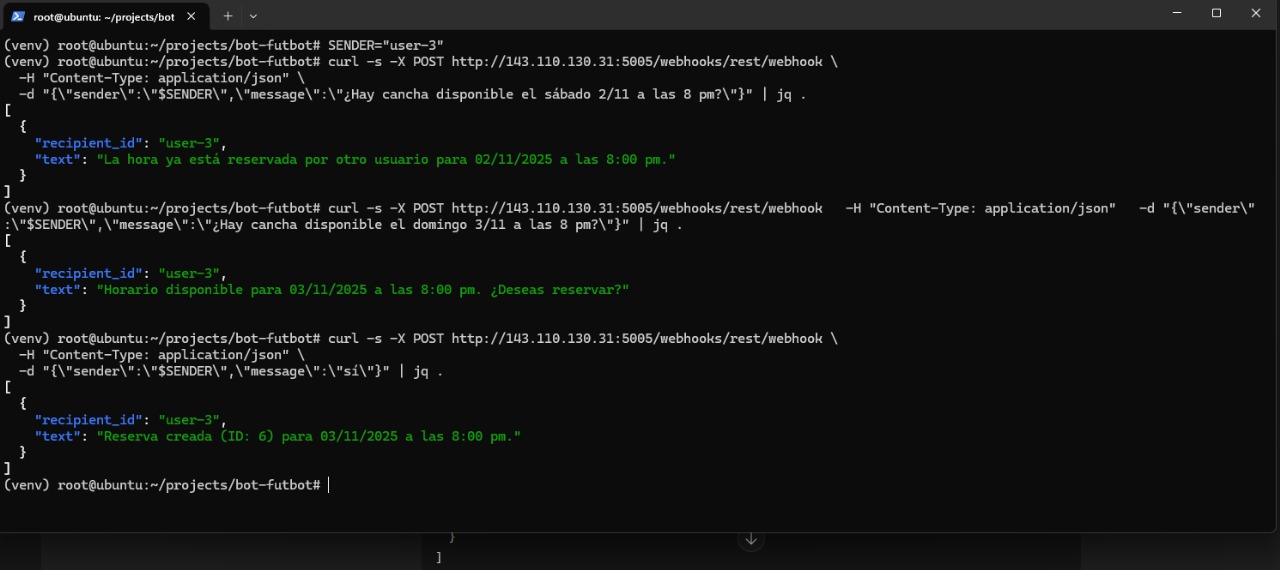 root@ubuntu: ~/projects/bot
(venv) root@ubuntu:~/projects/bot-futbot# SENDER="user-3"
(venv) root@ubuntu:~/projects/bot-futbot# curl -s -X POST http://143.110.130.31:5005/webhooks/rest/webhook \
  -H "Content-Type: application/json" \
  -d "{\"sender\":\"$SENDER\",\"message\":\"¿Hay cancha disponible el sábado 2/11 a las 8 pm?\"}" | jq .
[
  {
    "recipient_id": "user-3",
    "text": "La hora ya está reservada por otro usuario para 02/11/2025 a las 8:00 pm."
  }
]
(venv) root@ubuntu:~/projects/bot-futbot# curl -s -X POST http://143.110.130.31:5005/webhooks/rest/webhook   -H "Content-Type: application/json"   -d "{\"sender\"
:\"$SENDER\",\"message\":\"¿Hay cancha disponible el domingo 3/11 a las 8 pm?\"}" | jq .
[
  {
    "recipient_id": "user-3",
    "text": "Horario disponible para 03/11/2025 a las 8:00 pm. ¿Deseas reservar?"
  }
]
(venv) root@ubuntu:~/projects/bot-futbot# curl -s -X POST http://143.110.130.31:5005/webhooks/rest/webhook \
  -H "Content-Type: application/json" \
  -d "{\"sender\":\"$SENDER\",\"message\":\"sí\"}" | jq .
[
  {
    "recipient_id": "user-3",
    "text": "Reserva creada (ID: 6) para 03/11/2025 a las 8:00 pm."
  }
]
(venv) root@ubuntu:~/projects/bot-futbot#
  }
]